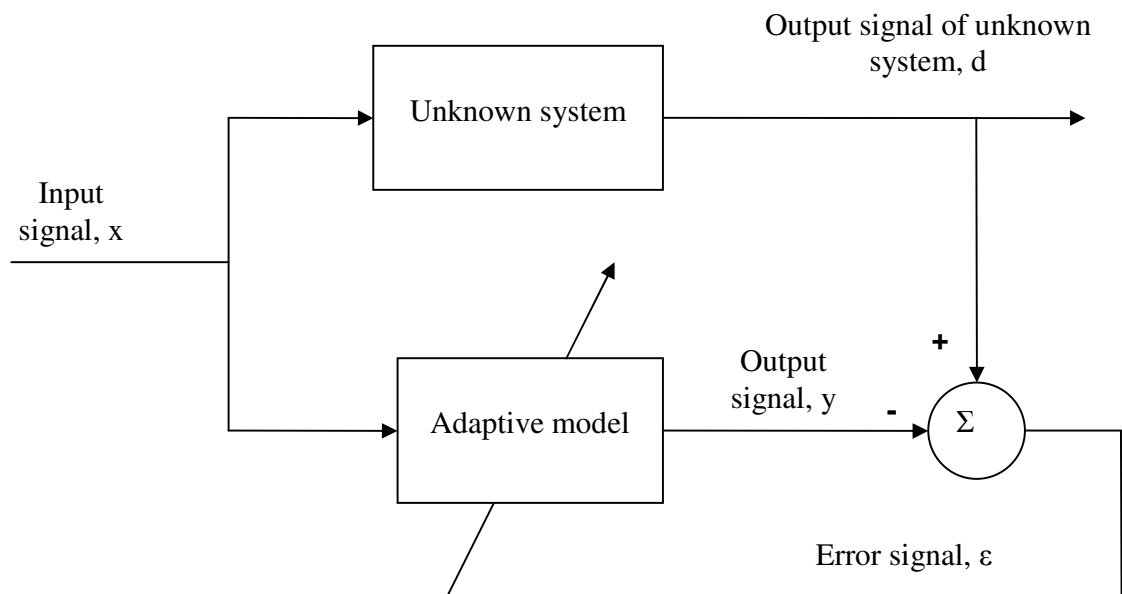 Output signal of unknown
system, d
Unknown system
Input
signal, x
+
Output
signal, y
-
Adaptive model
Σ
Error signal, ε